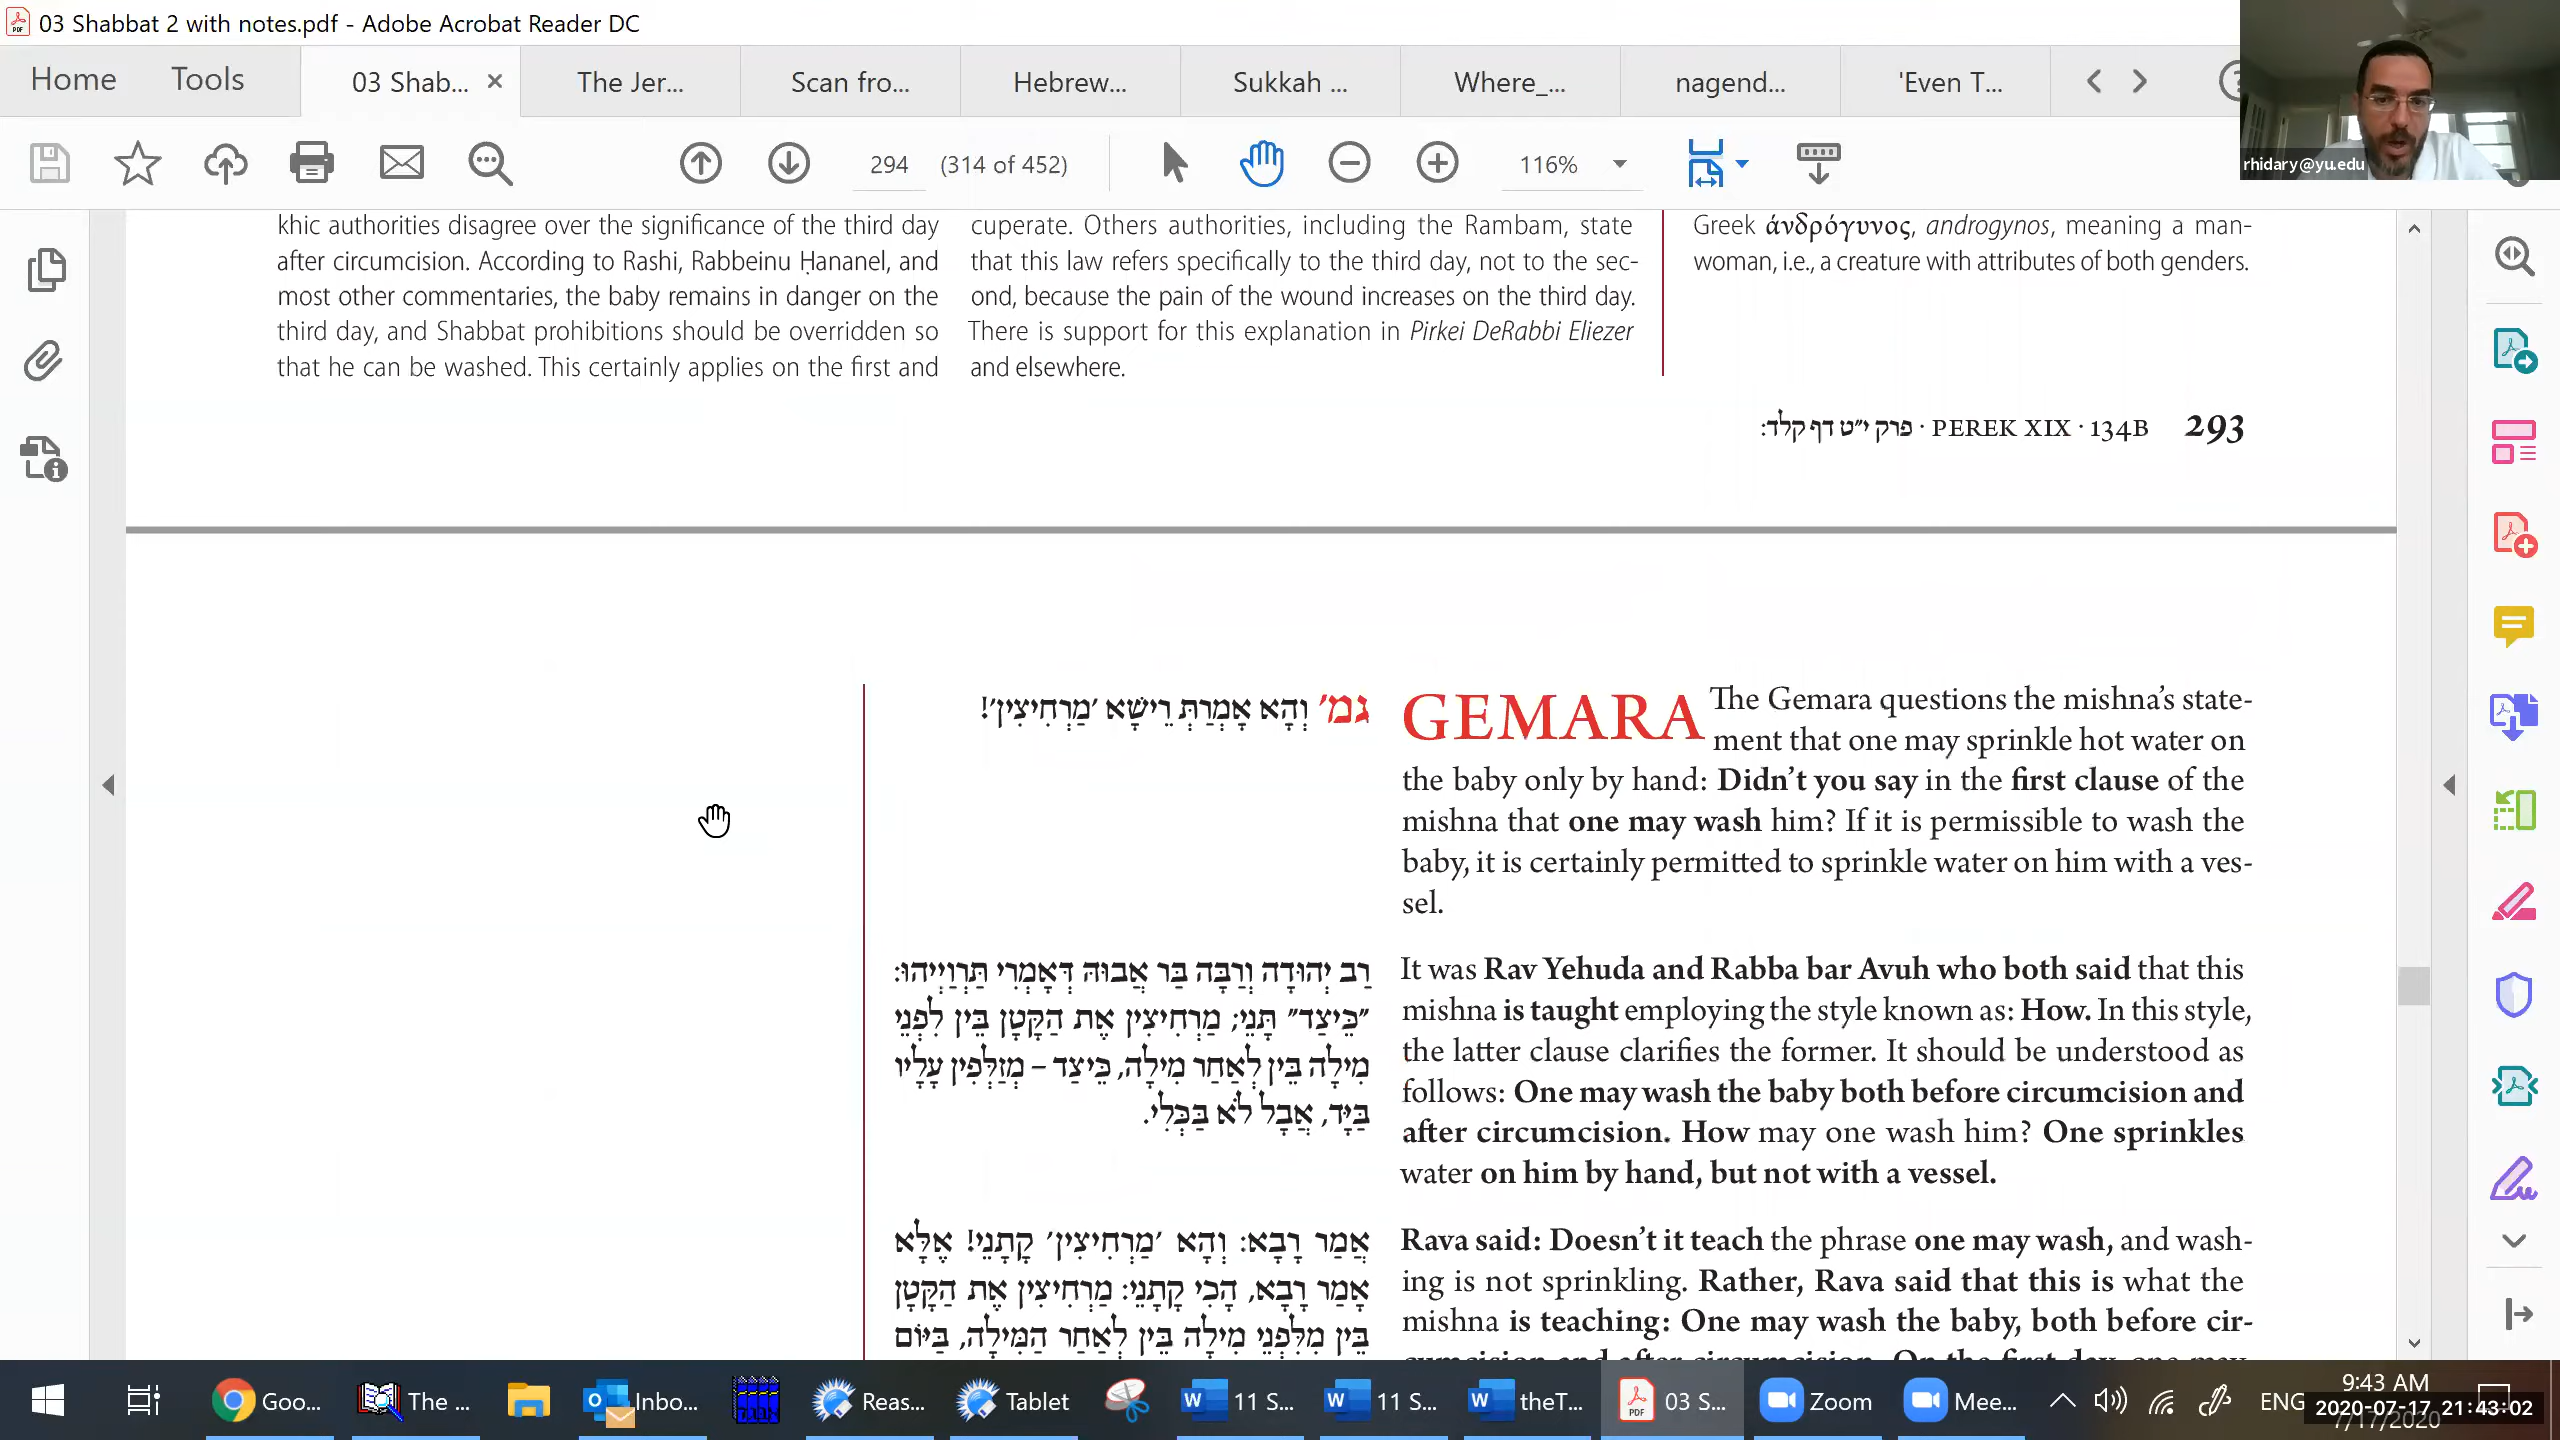 03 Shabbat 2 with notes.pdf - Adobe Acrobat Reader DC
Home
Tools
03 Shab...
The Jer...
Scan fro...
Hebrew...
Sukkah ...
Where_...
nagend...
'Even T...
294
(314 of 452)
116%
rhidary@yu.edu
khic authorities disagree over the significance of the third day
after circumcision. According to Rashi, Rabbeinu Ḥananel, and
most other commentaries, the baby remains in danger on the
third day, and Shabbat prohibitions should be overridden so
that he can be washed. This certainly applies on the first and
cuperate. Others authorities, including the Rambam, state
that this law refers specifically to the third day, not to the sec-
ond, because the pain of the wound increases on the third day.
There is support for this explanation in Pirkei DeRabbi Eliezer
and elsewhere.
Greek άνδρόγυνος, androgynos, meaning a man-
woman, i.e., a creature with attributes of both genders.
פרק י״ט דף קלד: · PEREK XIX · 134B 293
גמ׳ וְהָא אָמְרַתְּ רֵישָׁא ׳מַרְחִיצִין׳!
GEMARA The Gemara questions the mishna's state-
ment that one may sprinkle hot water on
the baby only by hand: Didn't you say in the first clause of the
mishna that one may wash him? If it is permissible to wash the
baby, it is certainly permitted to sprinkle water on him with a ves-
sel.
רַב יְהוּדָה וְרַבָּה בַּר אֲבוּהּ דְּאָמְרִי תַּרְוַיְיהוּ:
״כֵּיצַד״ תָּנֵי; מַרְחִיצִין אֶת הַקָּטָן בֵּין לִפְנֵי
מִילָה בֵּין לְאַחַר מִילָה, כֵּיצַד – מְזַלְּפִין עָלָיו
בַּיָּד, אֲבָל לֹא בַּכְּלִי.
It was Rav Yehuda and Rabba bar Avuh who both said that this
mishna is taught employing the style known as: How. In this style,
the latter clause clarifies the former. It should be understood as
follows: One may wash the baby both before circumcision and
after circumcision. How may one wash him? One sprinkles
water on him by hand, but not with a vessel.
אֲמַר רָבָא: וְהָא ׳מַרְחִיצִין׳ קָתָנֵי! אֶלָּא
אָמַר רָבָא, הָכִי קָתָנֵי: מַרְחִיצִין אֶת הַקָּטָן
בֵּין מִלִּפְנֵי מִילָה בֵּין לְאַחַר הַמִּילָה, בַּיּוֹם
Rava said: Doesn't it teach the phrase one may wash, and wash-
ing is not sprinkling. Rather, Rava said that this is what the
mishna is teaching: One may wash the baby, both before cir-
cumcision and after circumcision. On the first day, one may
Goo...
The ...
Inbo...
Reas...
Tablet
11 S...
11 S...
theT...
03 S...
Zoom
Mee...
ENG
9:43 AM
7/17/2020
2020-07-17 21:43:02